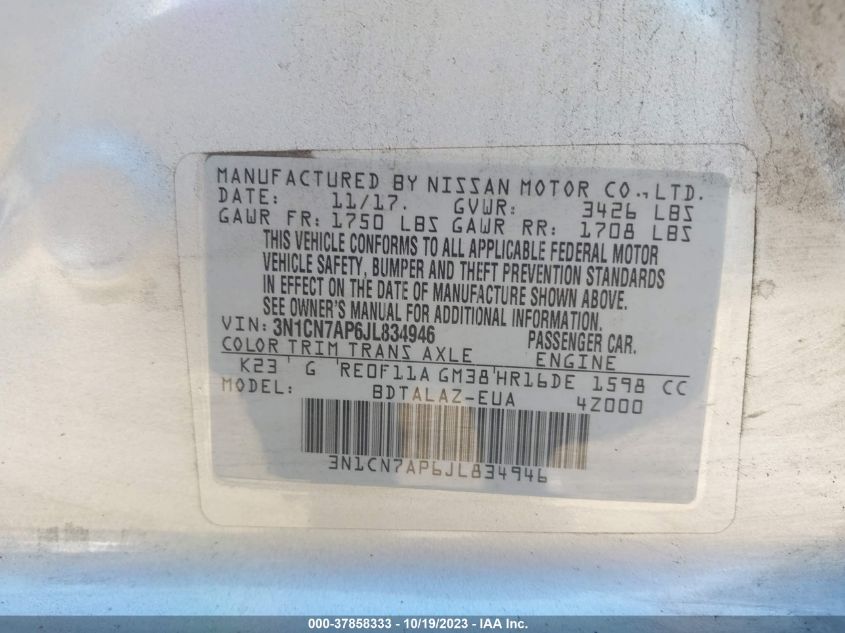 MANUFACTURED BY NISSAN MOTOR CO., LTD.
DATE: 11/17. GVWR: 3426 LBS
GAWR FR: 1750 LBS GAWR RR: 1708 LBS
THIS VEHICLE CONFORMS TO ALL APPLICABLE FEDERAL MOTOR
VEHICLE SAFETY, BUMPER AND THEFT PREVENTION STANDARDS
IN EFFECT ON THE DATE OF MANUFACTURE SHOWN ABOVE.
SEE OWNER'S MANUAL FOR ADDITIONAL INFORMATION.
VIN: 3N1CN7AP6JL834946 PASSENGER CAR.
COLOR TRIM TRANS AXLE ENGINE
K23 ' G ' RE0F11A GM38 ' HR16DE 1598 CC
MODEL: BDTALAZ-EUA 4Z000
3N1CN7AP6JL834946
000-37858333 - 10/19/2023 - IAA Inc.